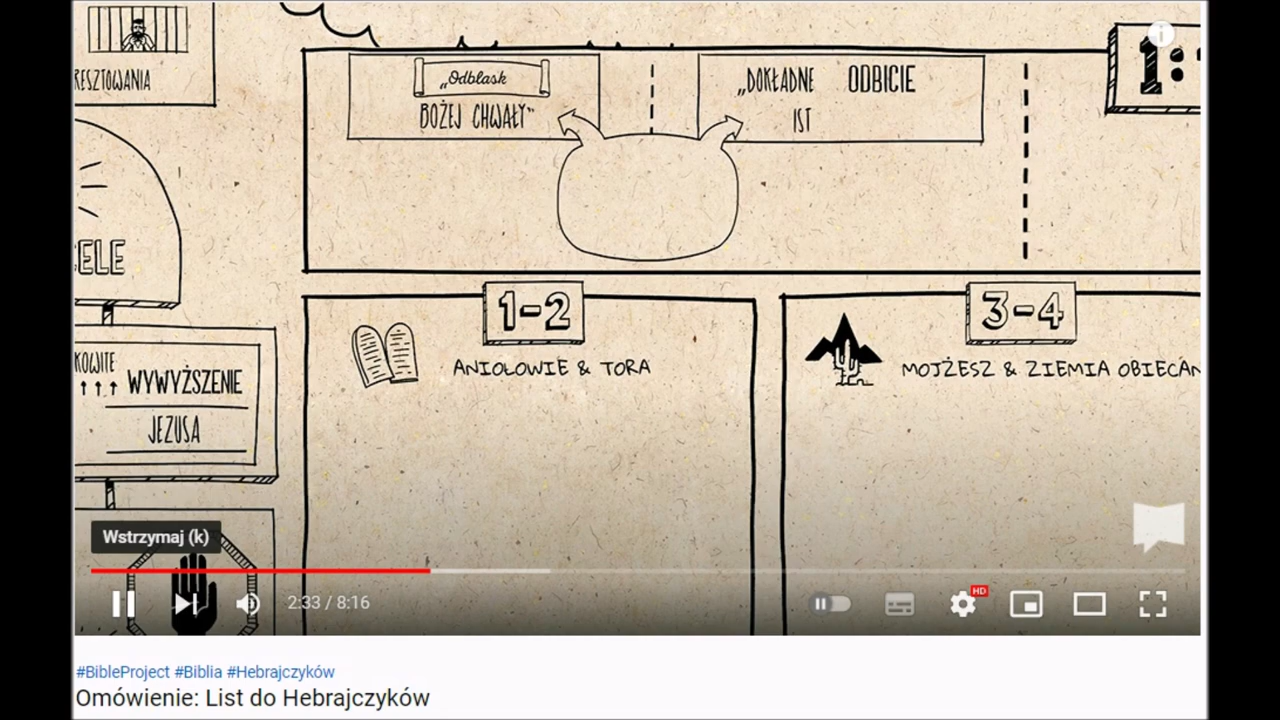 RESZTOWANIA
„Odblask
BOŻEJ CHWAŁY”
„DOKŁADNE ODBICIE
IST
1:
ELE
KOWITE
WYWYŻSZENIE
JEZUSA
1-2
ANIOŁOWIE & TORA
3-4
MOJŻESZ & ZIEMIA OBIECAN
Wstrzymaj (k)
2:33 / 8:16
HD
#BibleProject #Biblia #Hebrajczyków
Omówienie: List do Hebrajczyków